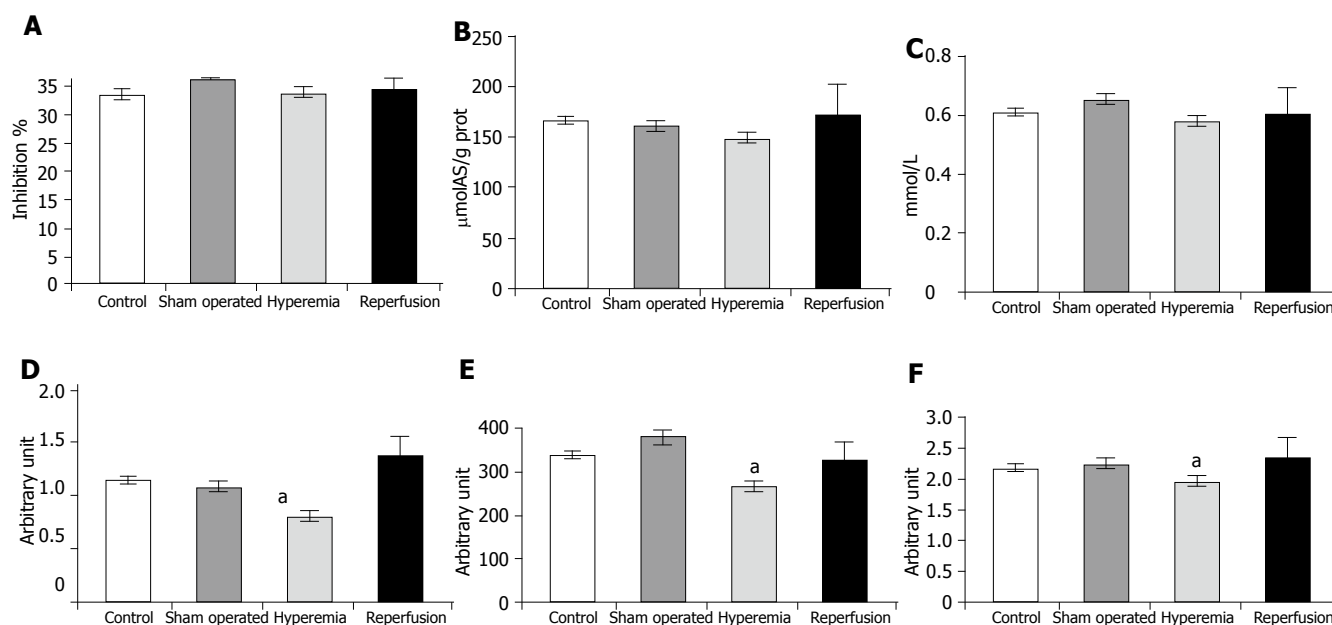 A
Inhibition %
35
30
25
20
15
10
5
0
Control Sham operated Hyperemia Reperfusion
B
μmolAS/g prot
250
200
150
100
50
0
Control Sham operated Hyperemia Reperfusion
C
mmol/L
0.8
0.6
0.4
0.2
0
Control Sham operated Hyperemia Reperfusion
D
Arbitrary unit
2.0
1.5
1.0
0.5
0
a
Control Sham operated Hyperemia Reperfusion
E
Arbitrary unit
400
300
200
100
0
a
Control Sham operated Hyperemia Reperfusion
F
Arbitrary unit
3.0
2.5
2.0
1.5
1.0
0.5
0
a
Control Sham operated Hyperemia Reperfusion